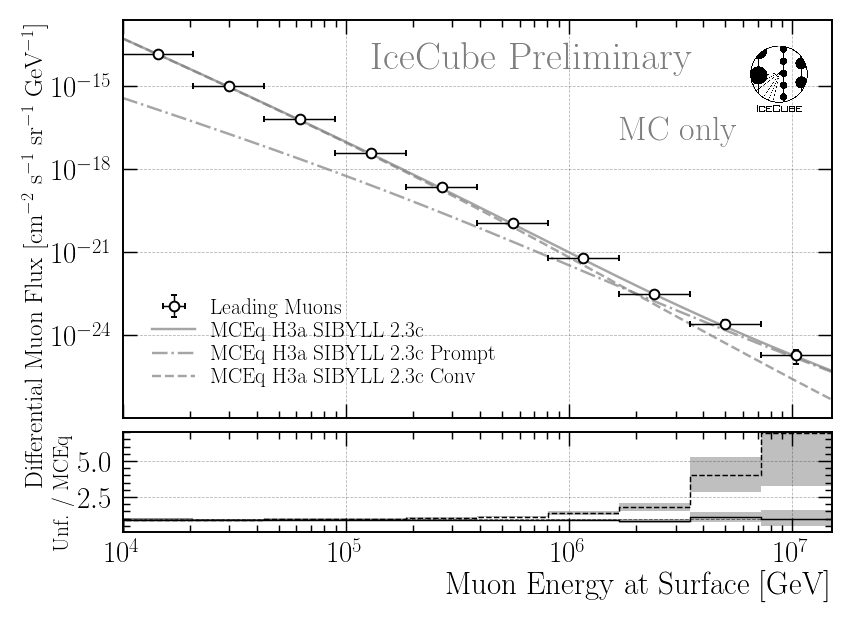 IceCube Preliminary
MC only
ICECUBE
Differential Muon Flux [cm⁻² s⁻¹ sr⁻¹ GeV⁻¹]
10⁻¹⁵
10⁻¹⁸
10⁻²¹
10⁻²⁴
Leading Muons
MCEq H3a SIBYLL 2.3c
MCEq H3a SIBYLL 2.3c Prompt
MCEq H3a SIBYLL 2.3c Conv
Unf. / MCEq
5.0
2.5
10⁴ 10⁵ 10⁶ 10⁷
Muon Energy at Surface [GeV]